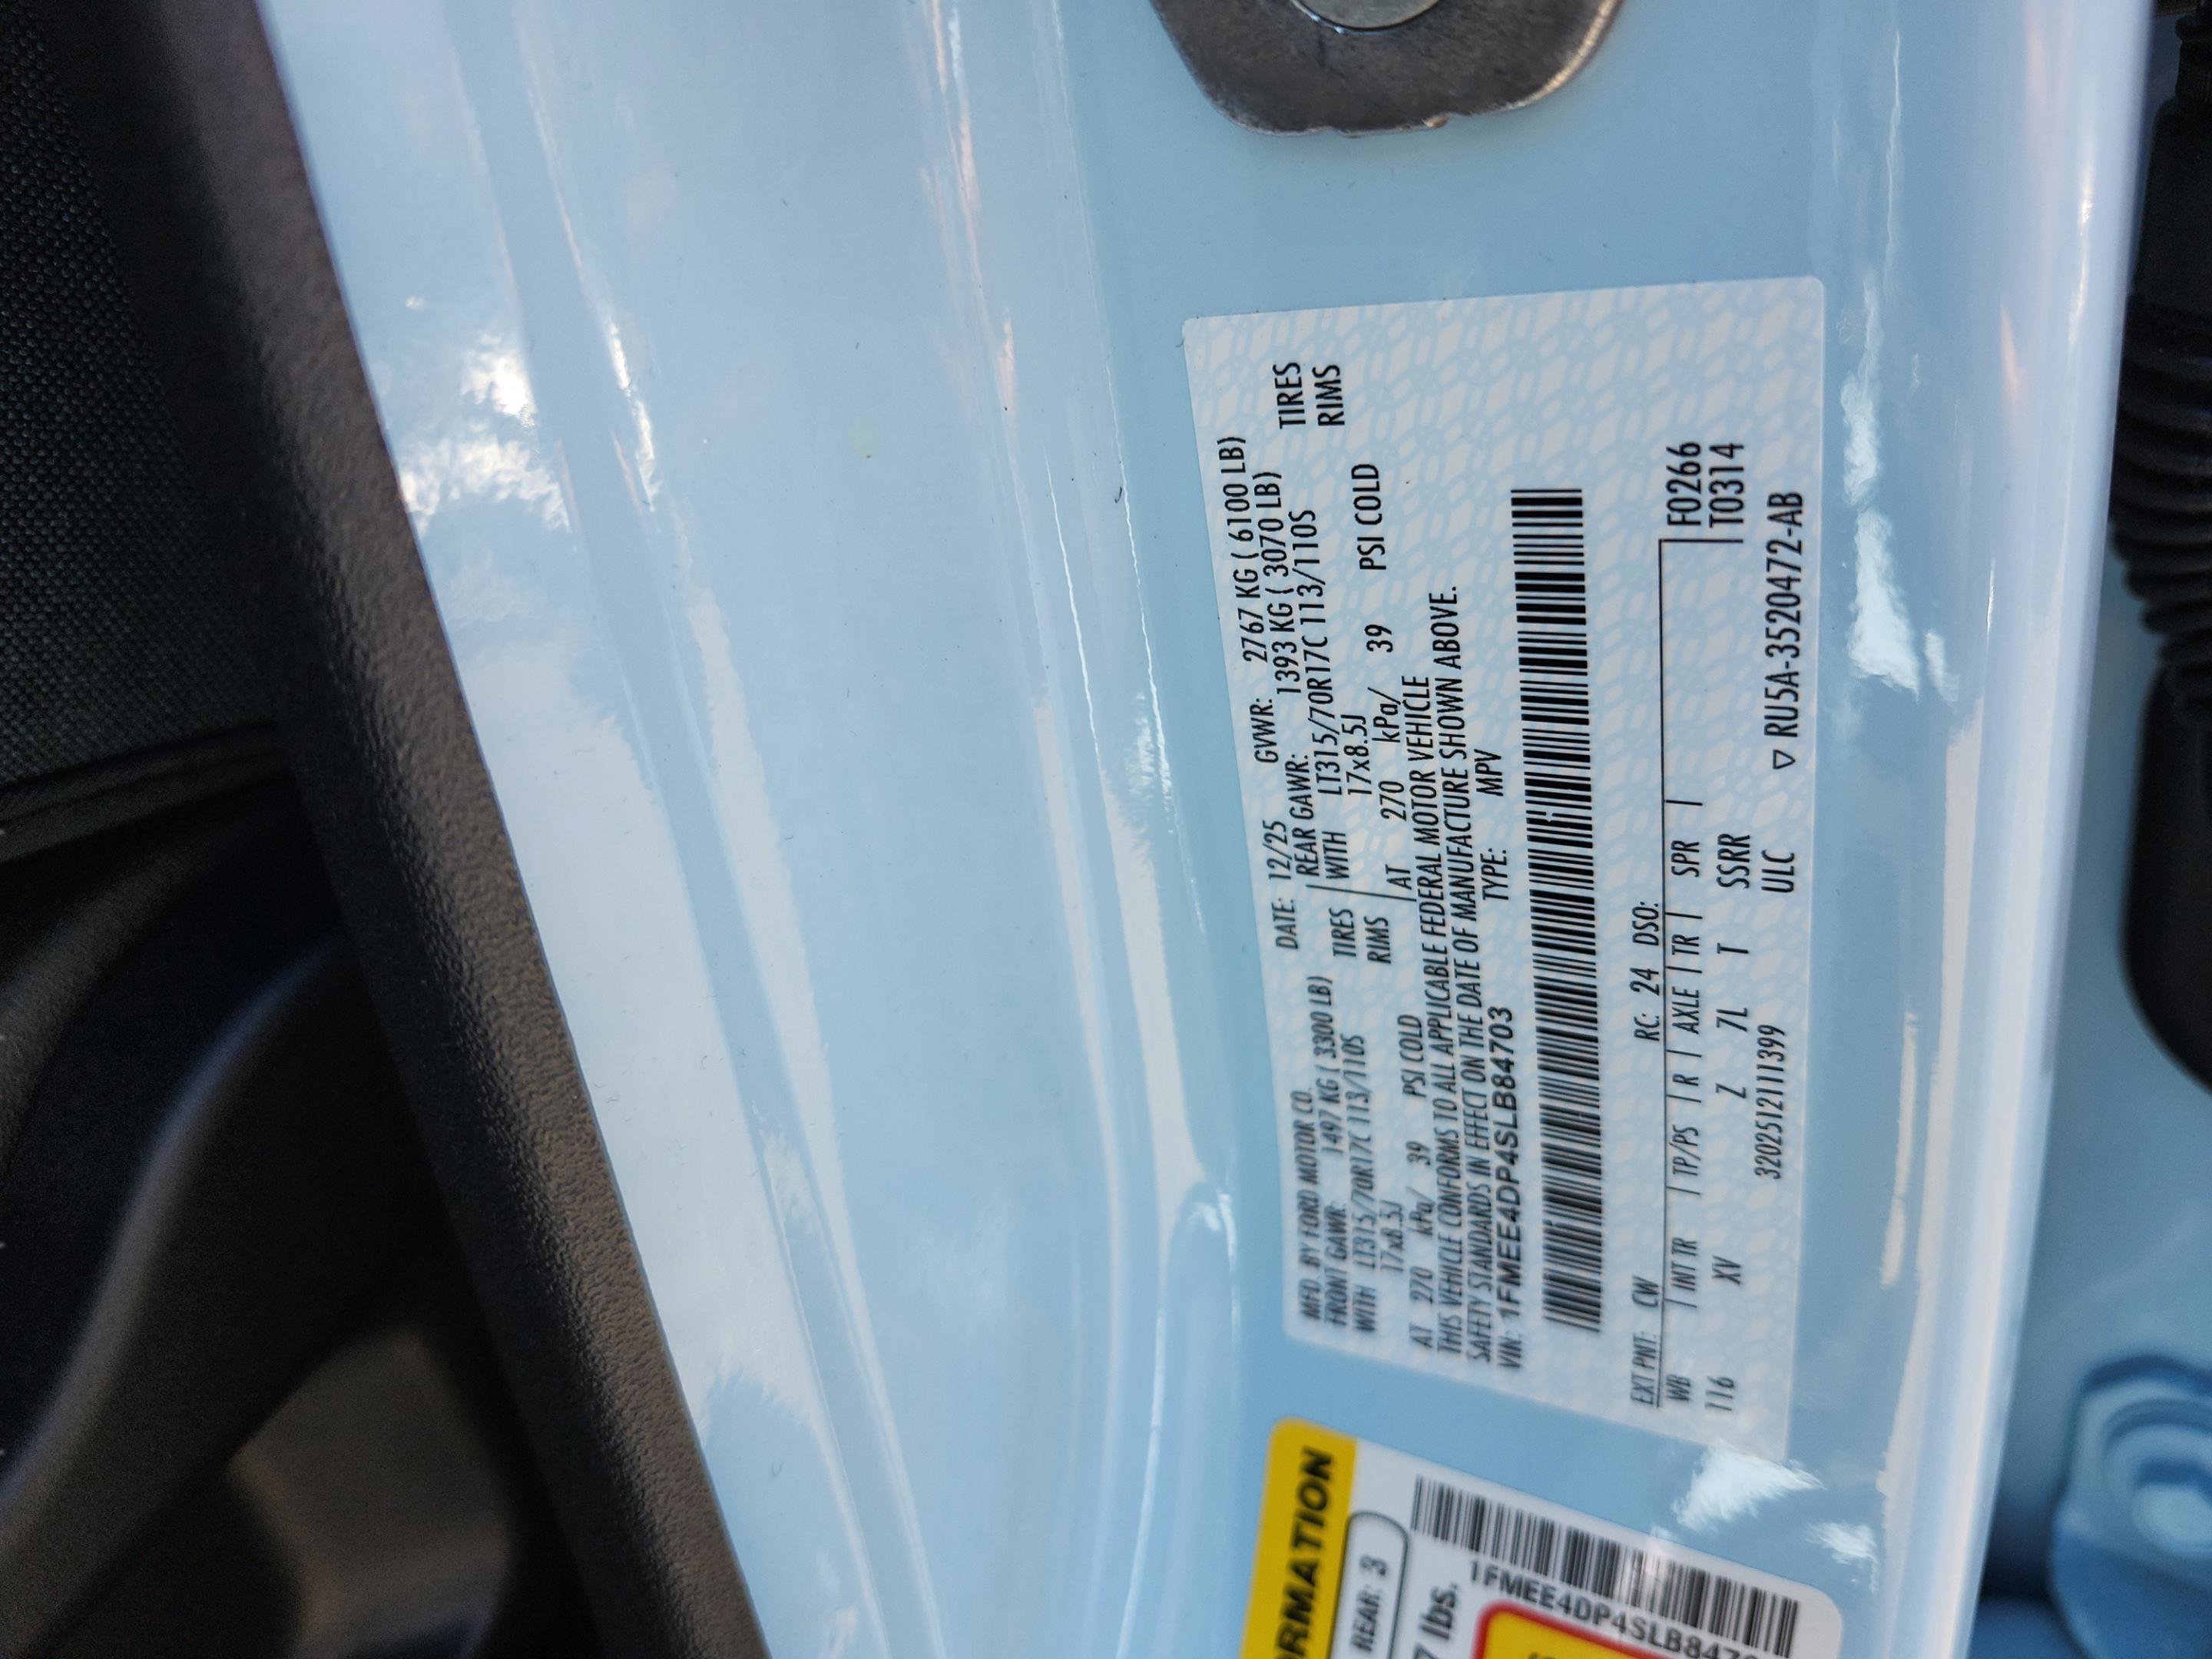 MFD. BY FORD MOTOR CO. DATE: 12/25 GVWR: 2767 KG ( 6100 LB)
FRONT GAWR: 1497 KG ( 3300 LB) REAR GAWR: 1393 KG ( 3070 LB)
WITH LT315/70R17C 113/110S TIRES WITH LT315/70R17C 113/110S TIRES
17x8.5J RIMS 17x8.5J RIMS
AT 270 kPa/ 39 PSI COLD AT 270 kPa/ 39 PSI COLD
THIS VEHICLE CONFORMS TO ALL APPLICABLE FEDERAL MOTOR VEHICLE
SAFETY STANDARDS IN EFFECT ON THE DATE OF MANUFACTURE SHOWN ABOVE.
VIN: 1FMEE4DP4SLB84703 TYPE: MPV
EXT PNT: CW RC: 24 DSO:
WB | INT TR | TP/PS | R | AXLE | TR | SPR | F0266
116 XV Z 7L T SSRR T0314
3202512111399 ULC ▽ RU5A-3520472-AB
ORMATION
REAR: 3
7 lbs.
1FMEE4DP4SLB847